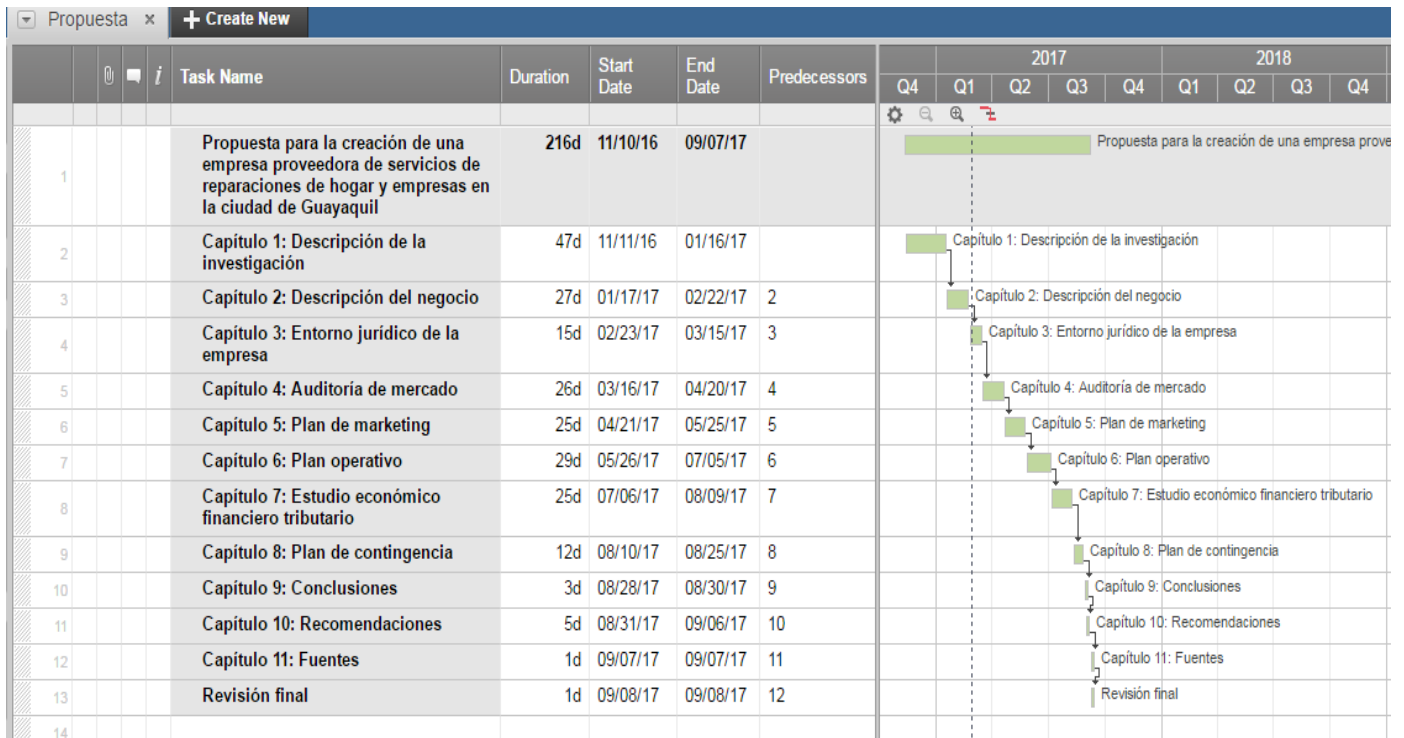 Propuesta × + Create New
Task Name Duration Start Date End Date Predecessors
2017 2018
Q4 Q1 Q2 Q3 Q4 Q1 Q2 Q3 Q4
1 Propuesta para la creación de una 216d 11/10/16 09/07/17 Propuesta para la creación de una empresa prove
empresa proveedora de servicios de
reparaciones de hogar y empresas en
la ciudad de Guayaquil
2 Capítulo 1: Descripción de la 47d 11/11/16 01/16/17 Capítulo 1: Descripción de la investigación
investigación
3 Capítulo 2: Descripción del negocio 27d 01/17/17 02/22/17 2 Capítulo 2: Descripción del negocio
4 Capítulo 3: Entorno jurídico de la 15d 02/23/17 03/15/17 3 Capítulo 3: Entorno jurídico de la empresa
empresa
5 Capítulo 4: Auditoría de mercado 26d 03/16/17 04/20/17 4 Capítulo 4: Auditoría de mercado
6 Capítulo 5: Plan de marketing 25d 04/21/17 05/25/17 5 Capítulo 5: Plan de marketing
7 Capítulo 6: Plan operativo 29d 05/26/17 07/05/17 6 Capítulo 6: Plan operativo
8 Capítulo 7: Estudio económico 25d 07/06/17 08/09/17 7 Capítulo 7: Estudio económico financiero tributario
financiero tributario
9 Capítulo 8: Plan de contingencia 12d 08/10/17 08/25/17 8 Capítulo 8: Plan de contingencia
10 Capítulo 9: Conclusiones 3d 08/28/17 08/30/17 9 Capítulo 9: Conclusiones
11 Capítulo 10: Recomendaciones 5d 08/31/17 09/06/17 10 Capítulo 10: Recomendaciones
12 Capítulo 11: Fuentes 1d 09/07/17 09/07/17 11 Capítulo 11: Fuentes
13 Revisión final 1d 09/08/17 09/08/17 12 Revisión final
14